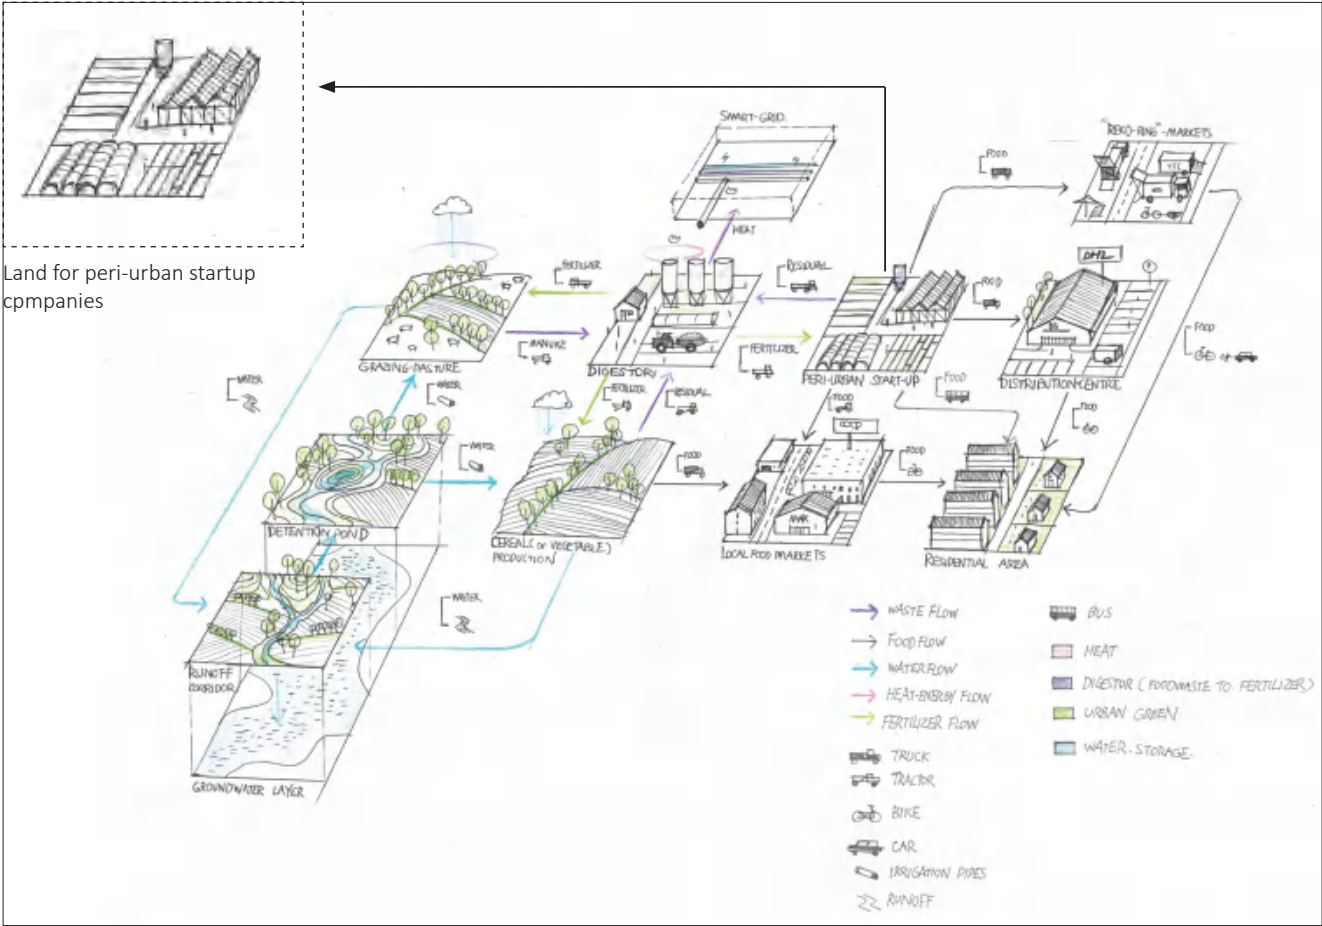 Land for peri-urban startup
cpmpanies
SMART-GRID.
"REKO-RING"-MARKETS
FOOD
HEAT
DHL
P
FERTILIZER
RESIDUAL
FOOD
FOOD
MANURE
FERTILIZER
GRAZING-PASTURE
DIGESTOR
PERI-URBAN START-UP
DISTRIBUTION CENTRE
WATER
WATER
FERTILIZER
RESIDUAL
FOOD
FOOD
FOOD
COOP
WATER
FOOD
FOOD
MAX
DETENTION POND
CEREAL (or VEGETABLE)
PRODUCTION
LOCAL FOOD MARKETS
RESIDENTIAL AREA
WATER
RUNOFF
CORRIDOR
GROUNDWATER LAYER
WASTE FLOW
FOOD FLOW
WATERFLOW
HEAT-ENERGY FLOW
FERTILIZER FLOW
TRUCK
TRACTOR
BIKE
CAR
IRRIGATION PIPES
RUNOFF
BUS
HEAT
DIGESTOR (FOODWASTE TO FERTILIZER)
URBAN GREEN
WATER-STORAGE.